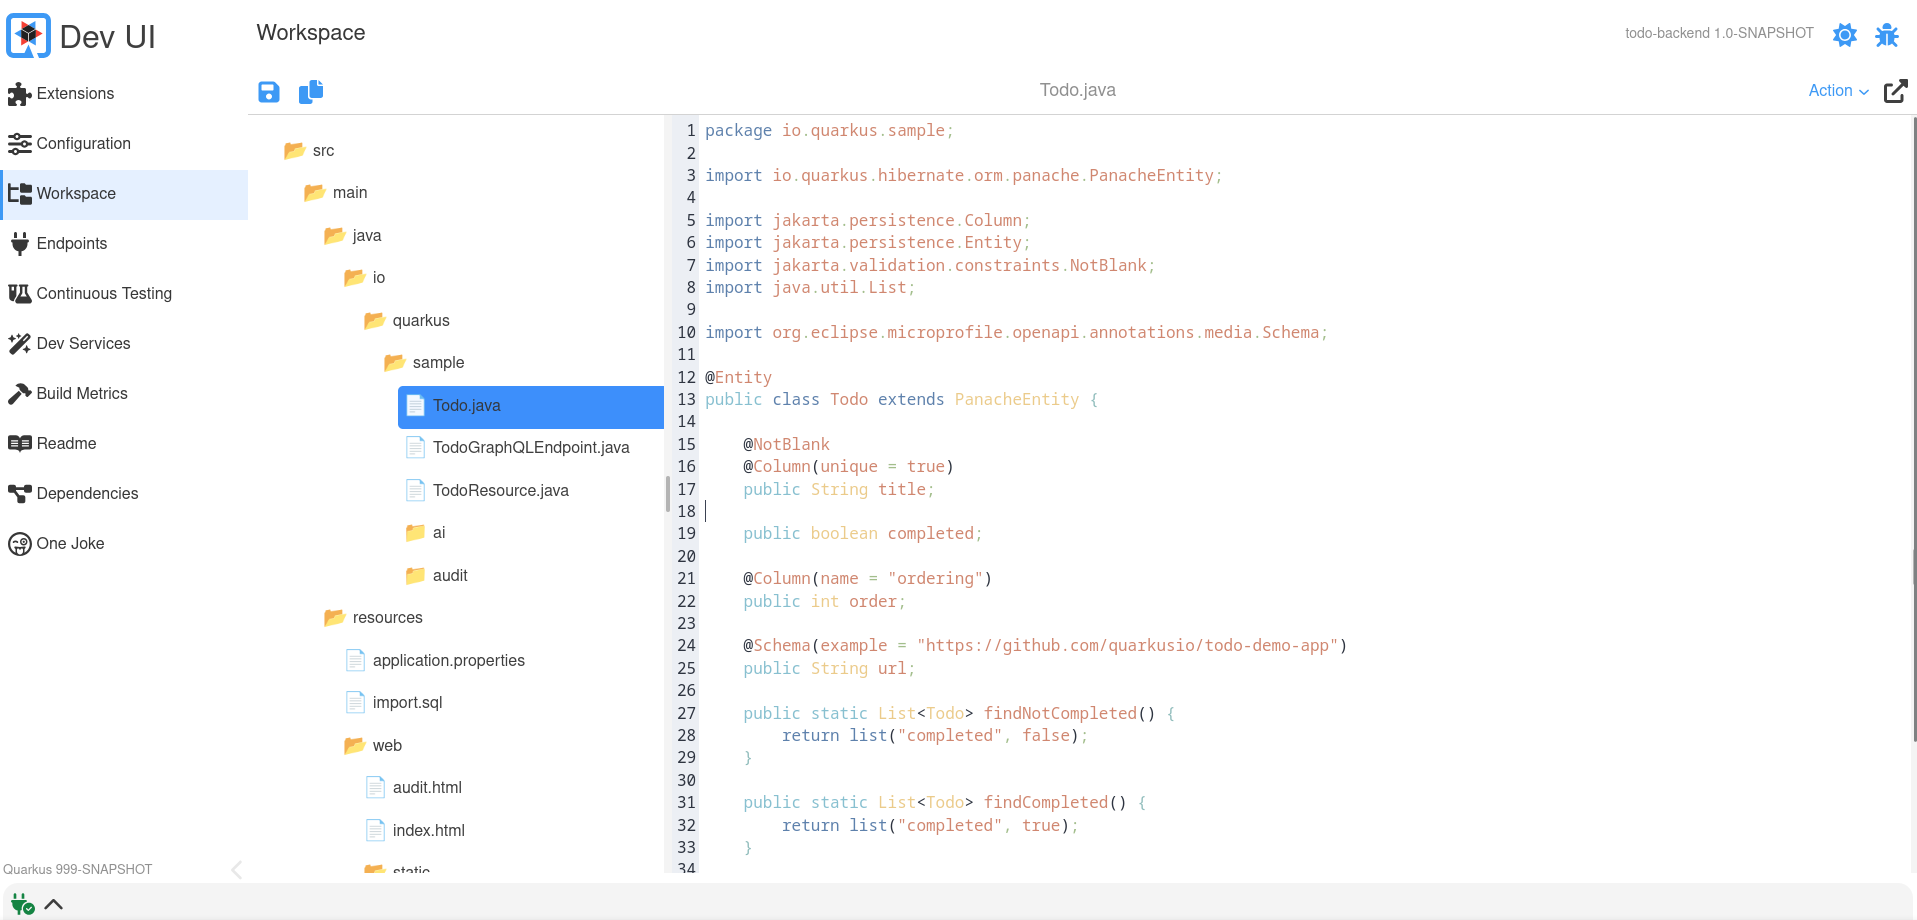 Dev UI
Workspace
todo-backend 1.0-SNAPSHOT
Extensions
Configuration
Workspace
Endpoints
Continuous Testing
Dev Services
Build Metrics
Readme
Dependencies
One Joke
Quarkus 999-SNAPSHOT
Todo.java
Action
src
main
java
io
quarkus
sample
Todo.java
TodoGraphQLEndpoint.java
TodoResource.java
ai
audit
resources
application.properties
import.sql
web
audit.html
index.html
static
1 package io.quarkus.sample;
2
3 import io.quarkus.hibernate.orm.panache.PanacheEntity;
4
5 import jakarta.persistence.Column;
6 import jakarta.persistence.Entity;
7 import jakarta.validation.constraints.NotBlank;
8 import java.util.List;
9
10 import org.eclipse.microprofile.openapi.annotations.media.Schema;
11
12 @Entity
13 public class Todo extends PanacheEntity {
14
15     @NotBlank
16     @Column(unique = true)
17     public String title;
18
19     public boolean completed;
20
21     @Column(name = "ordering")
22     public int order;
23
24     @Schema(example = "https://github.com/quarkusio/todo-demo-app")
25     public String url;
26
27     public static List<Todo> findNotCompleted() {
28         return list("completed", false);
29     }
30
31     public static List<Todo> findCompleted() {
32         return list("completed", true);
33     }
34